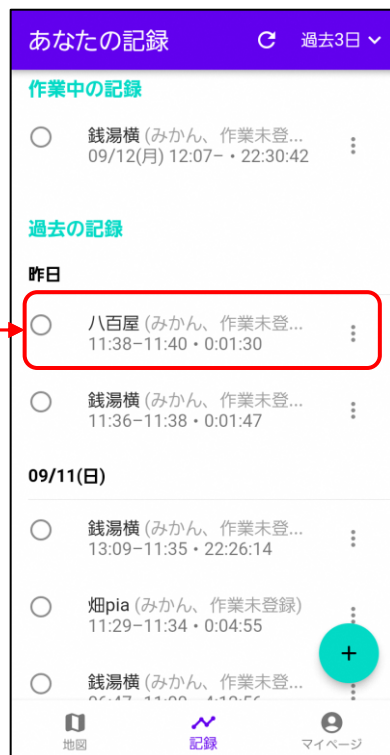 あなたの記録 過去3日
作業中の記録
銭湯横 (みかん、作業未登...
09/12(月) 12:07− • 22:30:42
過去の記録
昨日
八百屋 (みかん、作業未登...
11:38−11:40 • 0:01:30
銭湯横 (みかん、作業未登...
11:36−11:38 • 0:01:47
09/11(日)
銭湯横 (みかん、作業未登...
13:09−11:35 • 22:26:14
畑pia (みかん、作業未登録)
11:29−11:34 • 0:04:55
銭湯横 (みかん、作業未登...
地図 記録 マイページ